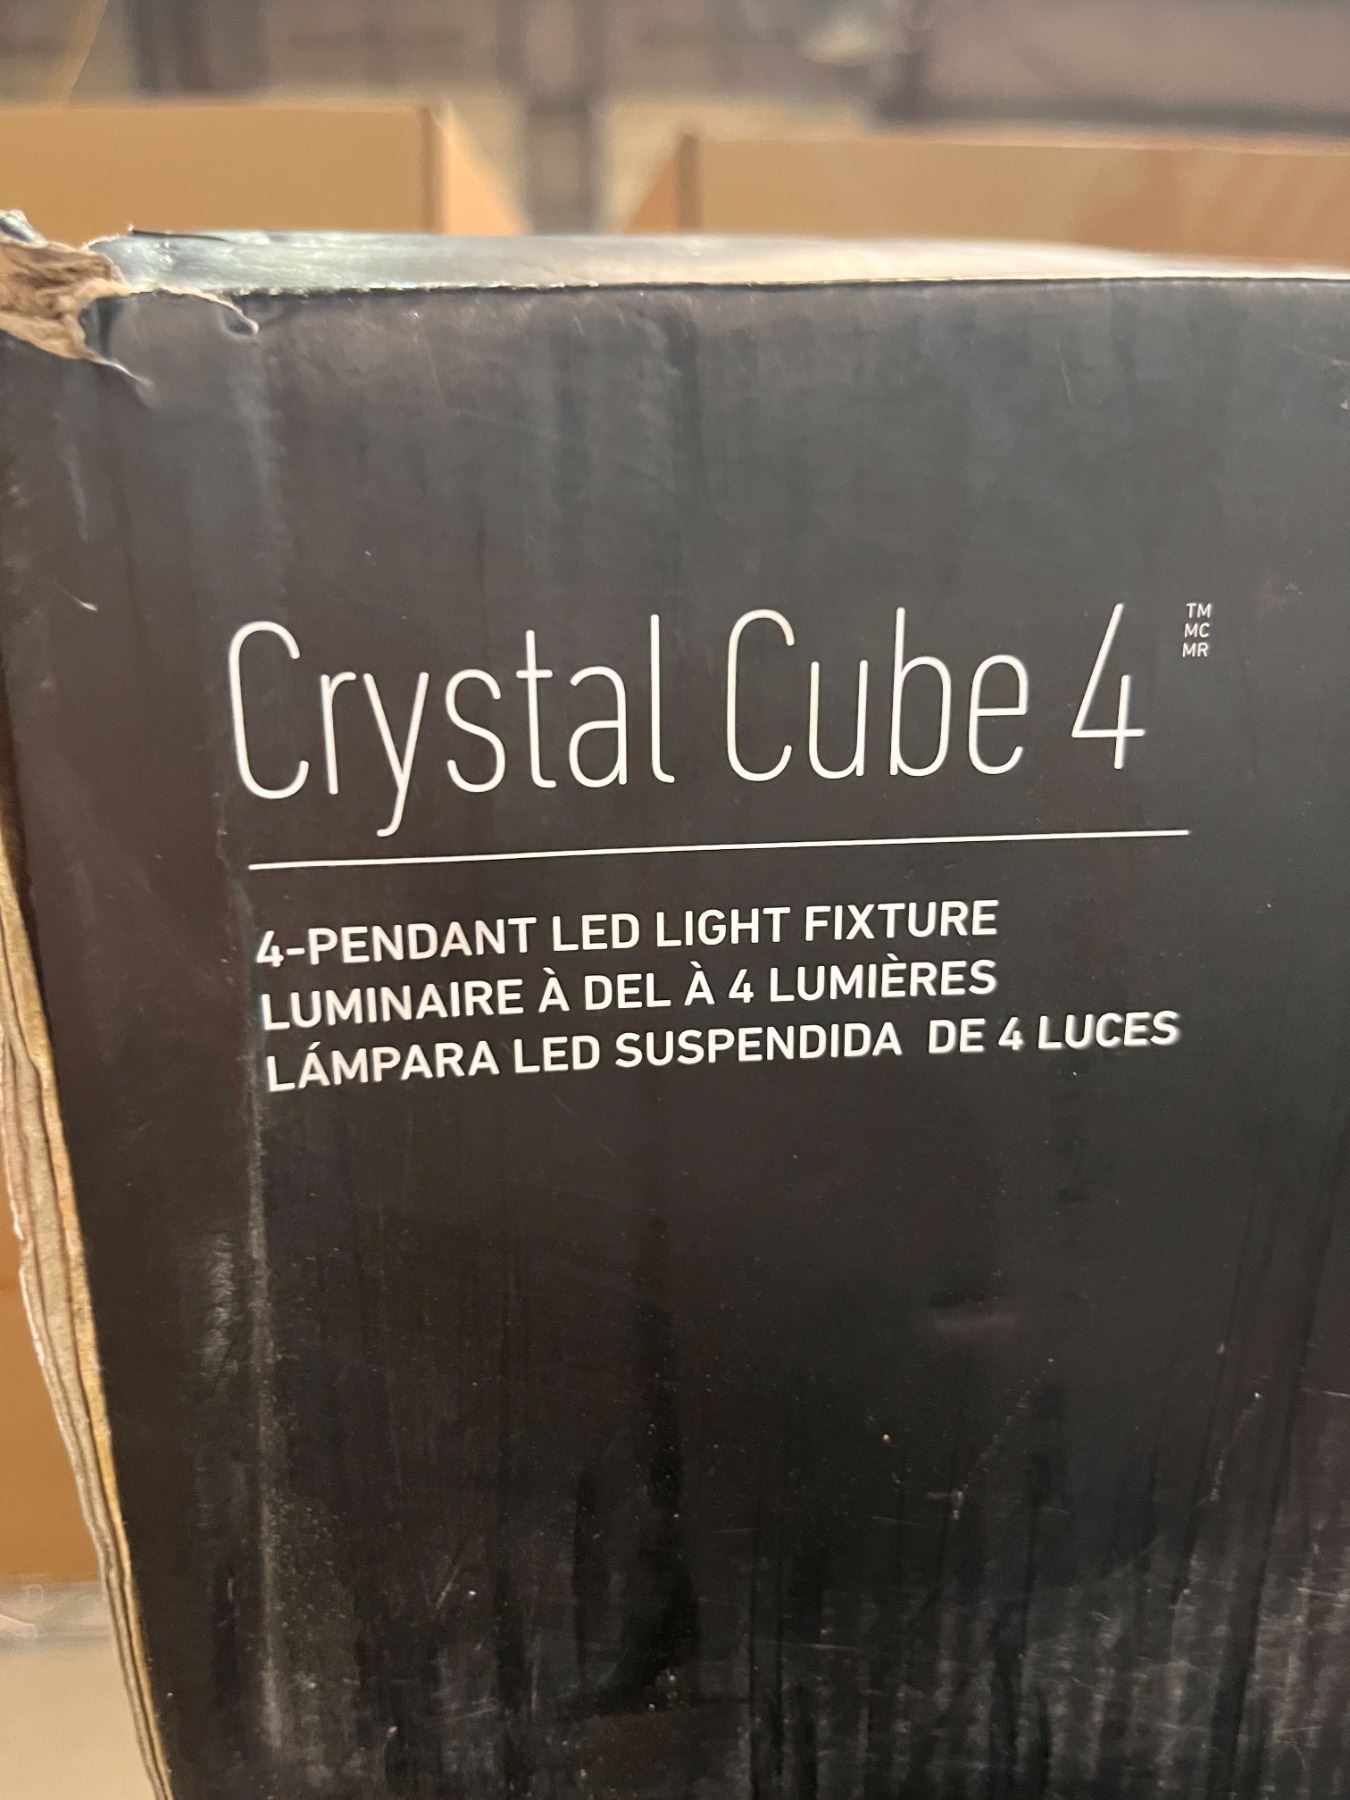 Crystal Cube 4
TM
MC
MR
4-PENDANT LED LIGHT FIXTURE
LUMINAIRE À DEL À 4 LUMIÈRES
LÁMPARA LED SUSPENDIDA DE 4 LUCES